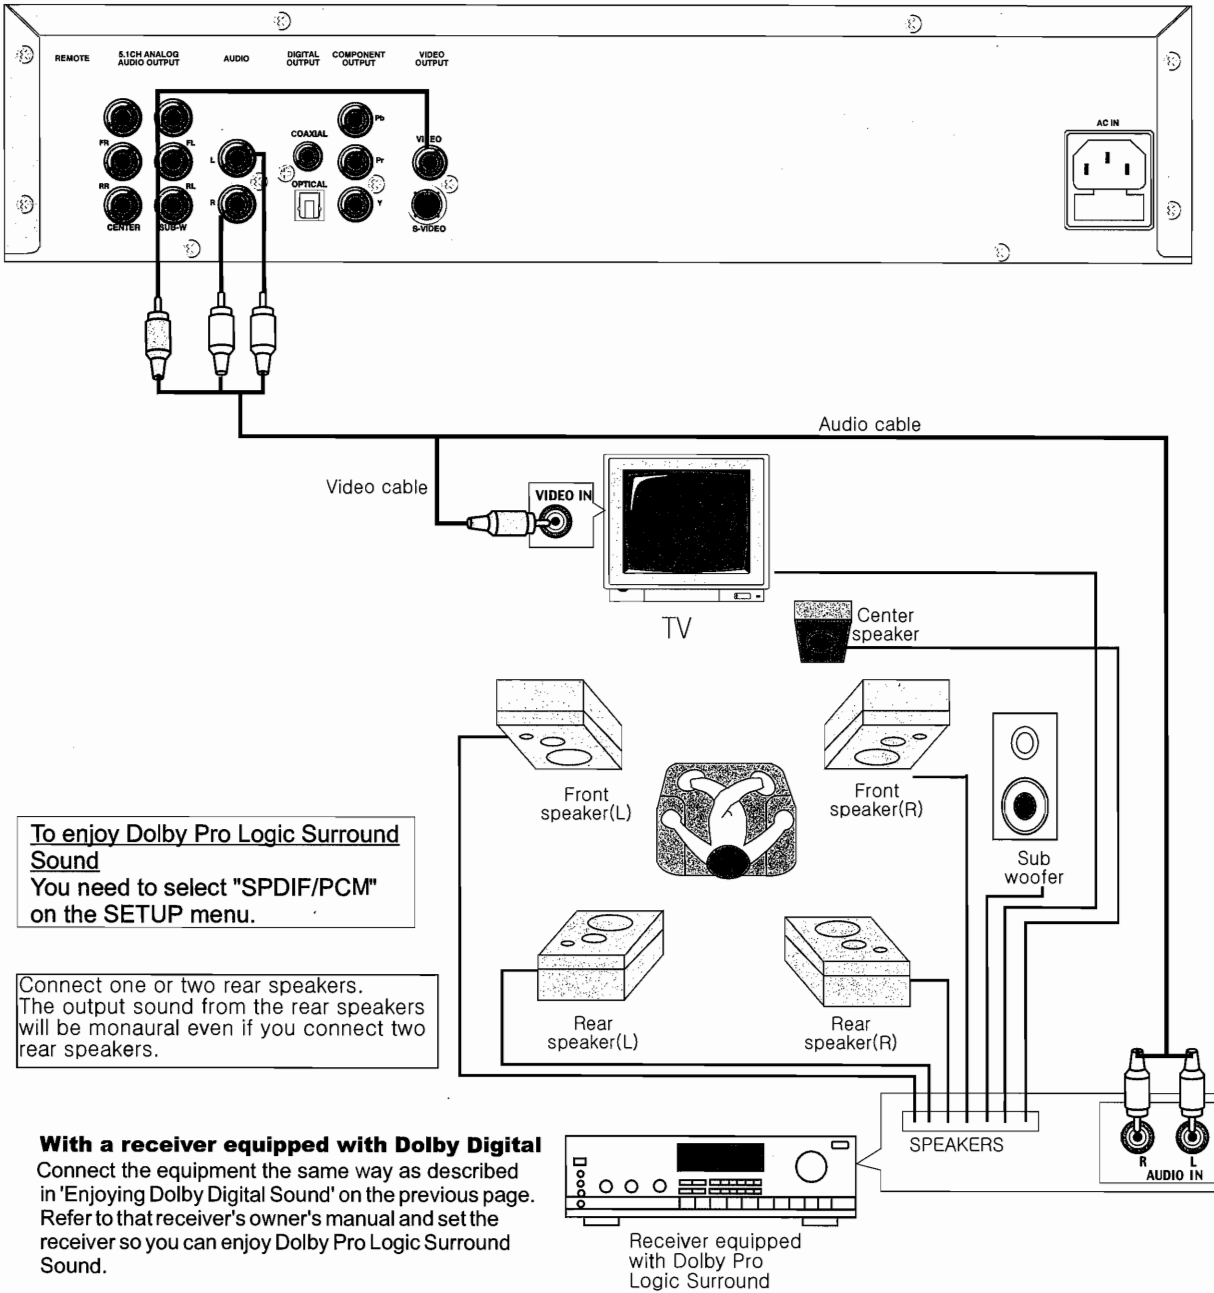 REMOTE
5.1CH ANALOG
AUDIO OUTPUT
AUDIO
DIGITAL
OUTPUT
COMPONENT
OUTPUT
VIDEO
OUTPUT
AC IN
FR
FL
RR
RL
CENTER
SUB-W
L
R
COAXIAL
OPTICAL
Pb
Pr
Y
VIDEO
S-VIDEO
Audio cable
Video cable
VIDEO IN
TV
Center
speaker
Front
speaker(L)
Front
speaker(R)
Sub
woofer
To enjoy Dolby Pro Logic Surround
Sound
You need to select "SPDIF/PCM"
on the SETUP menu.
Connect one or two rear speakers.
The output sound from the rear speakers
will be monaural even if you connect two
rear speakers.
Rear
speaker(L)
Rear
speaker(R)
SPEAKERS
R
L
AUDIO IN
With a receiver equipped with Dolby Digital
Connect the equipment the same way as described
in 'Enjoying Dolby Digital Sound' on the previous page.
Refer to that receiver's owner's manual and set the
receiver so you can enjoy Dolby Pro Logic Surround
Sound.
Receiver equipped
with Dolby Pro
Logic Surround